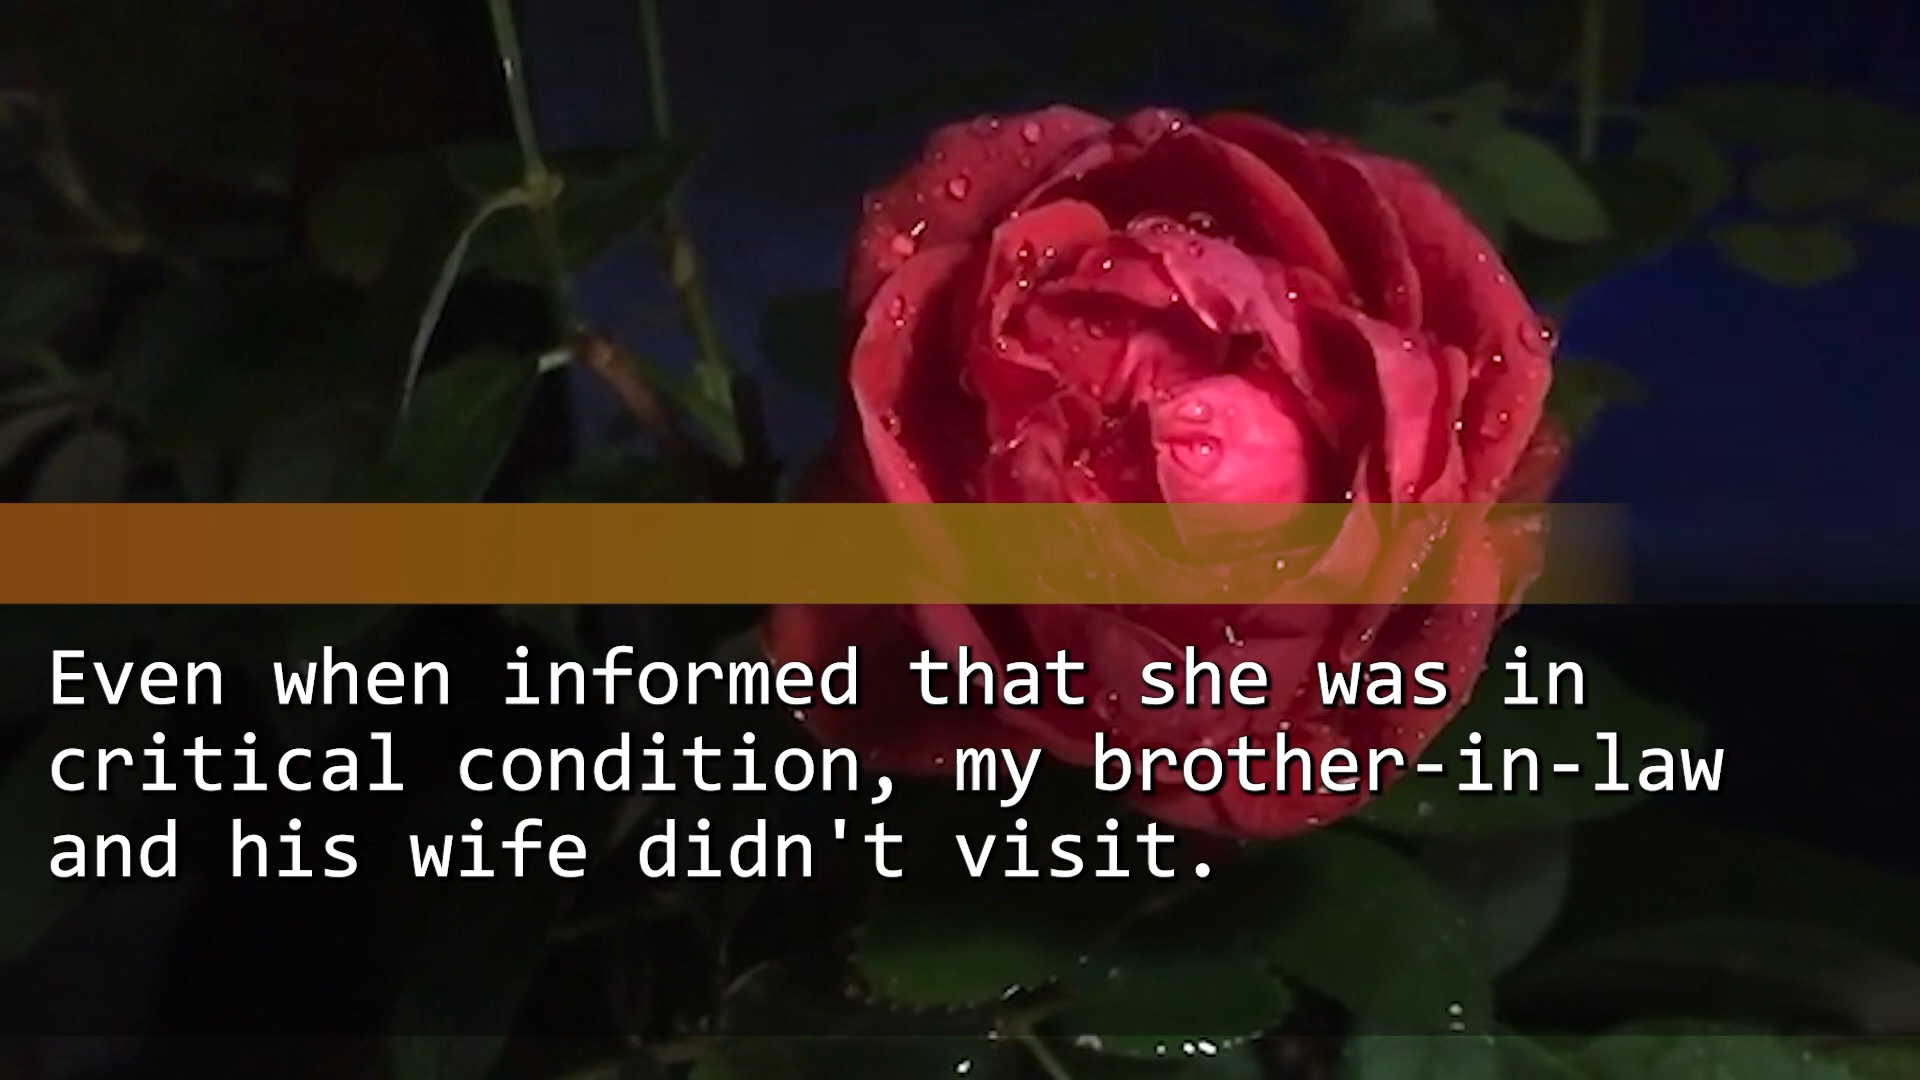 Even when informed that she was in
critical condition, my brother-in-law
and his wife didn't visit.